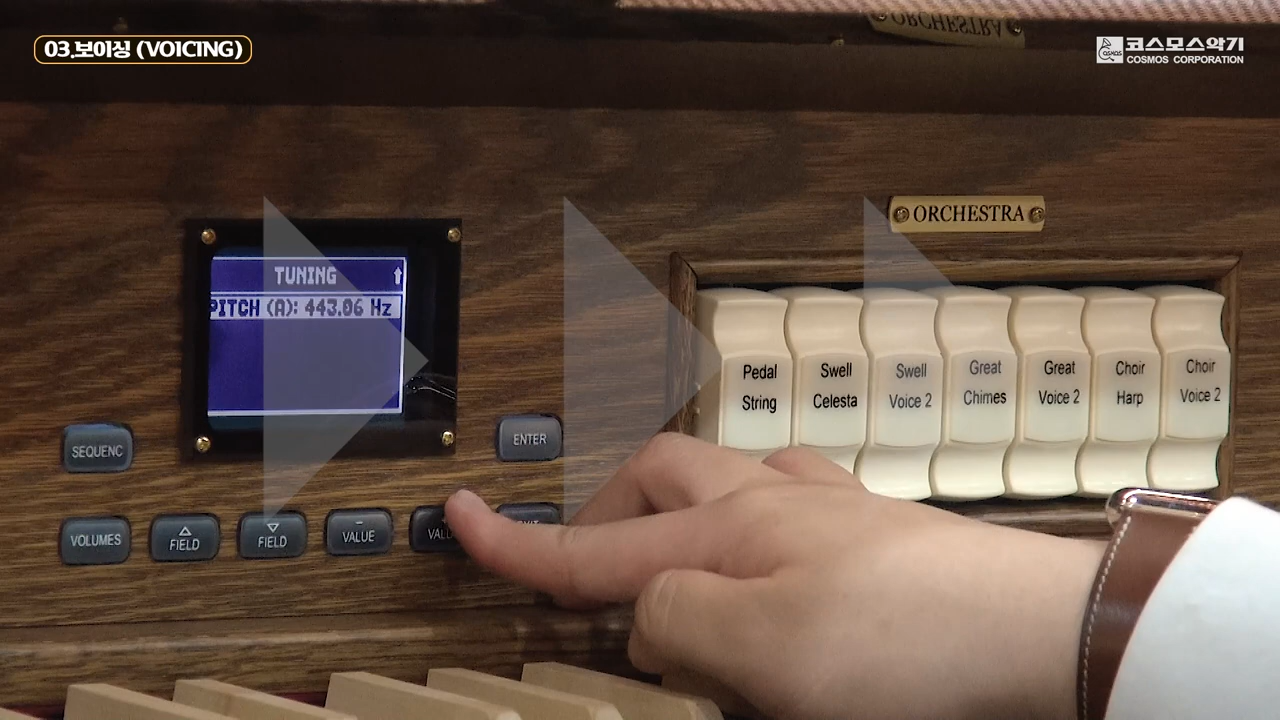 ORCHESTRA
03.보이싱 (VOICING)
코스모스악기
COSMOS CORPORATION
ORCHESTRA
TUNING
PITCH (A): 443.06 Hz
SEQUENC
ENTER
VOLUMES
FIELD
FIELD
VALUE
Pedal
String
Swell
Celesta
Swell
Voice 2
Great
Chimes
Great
Voice 2
Choir
Harp
Choir
Voice 2